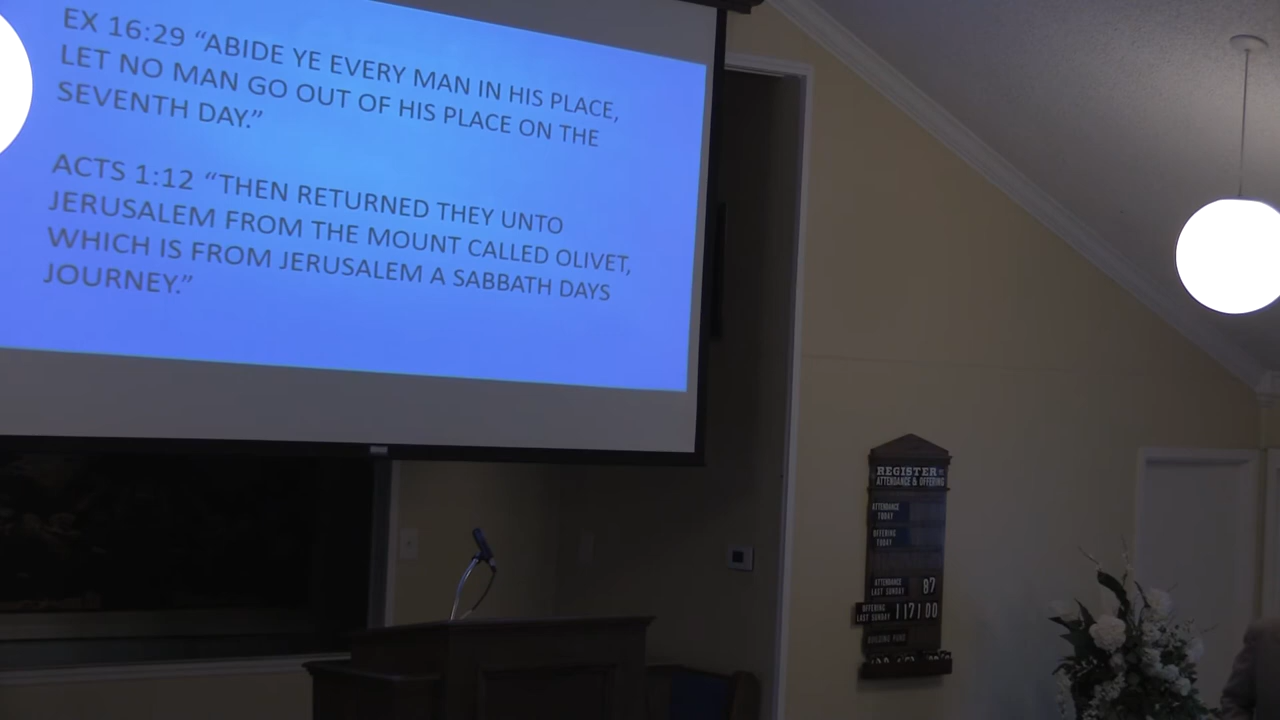 EX 16:29 “ABIDE YE EVERY MAN IN HIS PLACE,
LET NO MAN GO OUT OF HIS PLACE ON THE
SEVENTH DAY.”
ACTS 1:12 “THEN RETURNED THEY UNTO
JERUSALEM FROM THE MOUNT CALLED OLIVET,
WHICH IS FROM JERUSALEM A SABBATH DAYS
JOURNEY.”
REGISTER OF
ATTENDANCE & OFFERING
ATTENDANCE
TODAY
OFFERING
TODAY
ATTENDANCE
LAST SUNDAY 87
OFFERING
LAST SUNDAY 1171 00
BUILDING FUND